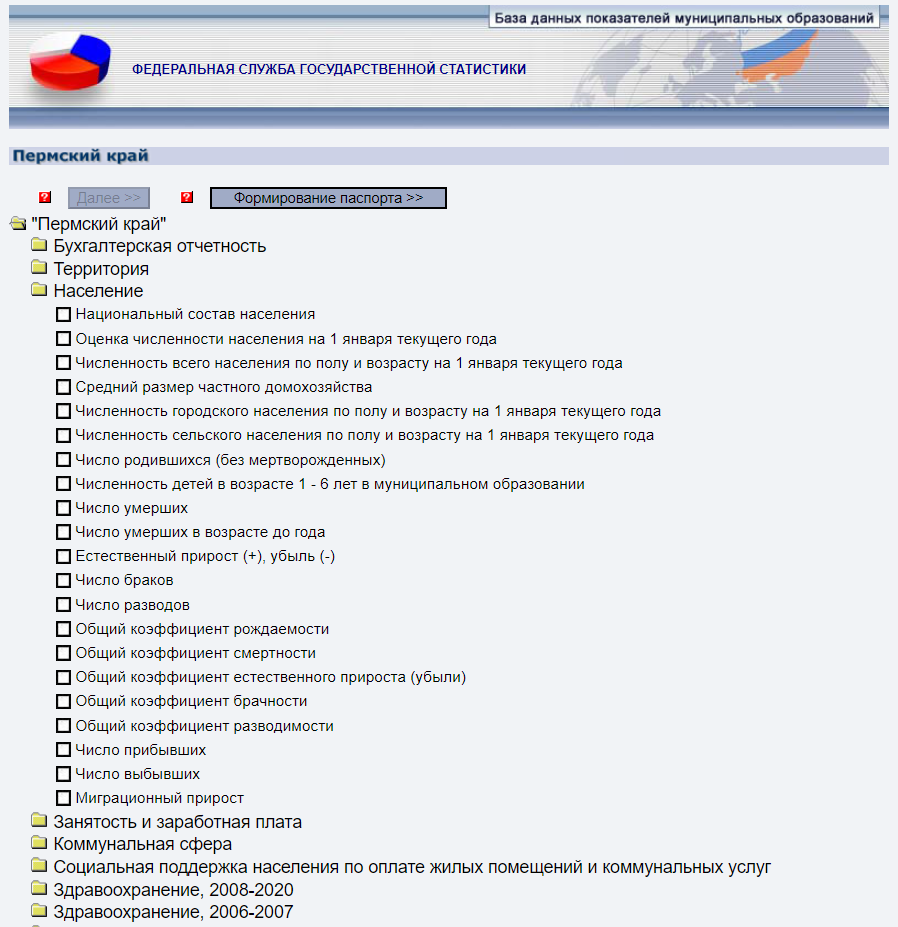 База данных показателей муниципальных образований
ФЕДЕРАЛЬНАЯ СЛУЖБА ГОСУДАРСТВЕННОЙ СТАТИСТИКИ
Пермский край
? Далее >> ? Формирование паспорта >>
"Пермский край"
Бухгалтерская отчетность
Территория
Население
Национальный состав населения
Оценка численности населения на 1 января текущего года
Численность всего населения по полу и возрасту на 1 января текущего года
Средний размер частного домохозяйства
Численность городского населения по полу и возрасту на 1 января текущего года
Численность сельского населения по полу и возрасту на 1 января текущего года
Число родившихся (без мертворожденных)
Численность детей в возрасте 1 - 6 лет в муниципальном образовании
Число умерших
Число умерших в возрасте до года
Естественный прирост (+), убыль (-)
Число браков
Число разводов
Общий коэффициент рождаемости
Общий коэффициент смертности
Общий коэффициент естественного прироста (убыли)
Общий коэффициент брачности
Общий коэффициент разводимости
Число прибывших
Число выбывших
Миграционный прирост
Занятость и заработная плата
Коммунальная сфера
Социальная поддержка населения по оплате жилых помещений и коммунальных услуг
Здравоохранение, 2008-2020
Здравоохранение, 2006-2007